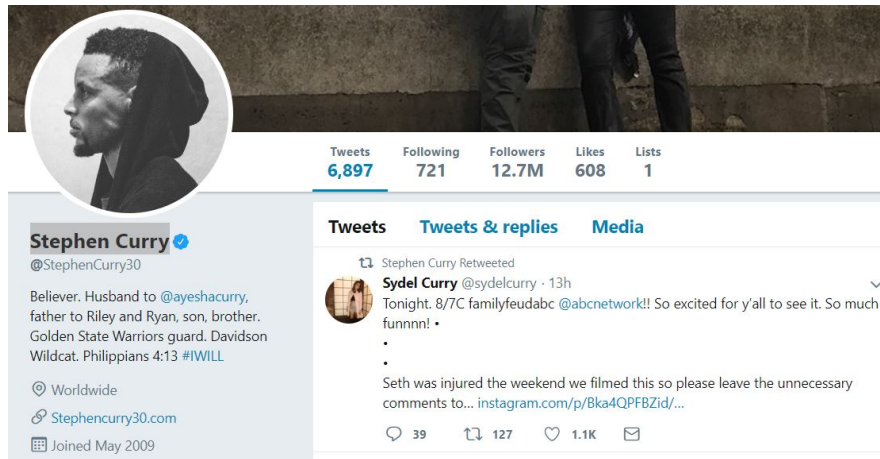 Tweets Following Followers Likes Lists
6,897 721 12.7M 608 1
Stephen Curry
@StephenCurry30
Believer. Husband to @ayeshacurry,
father to Riley and Ryan, son, brother.
Golden State Warriors guard. Davidson
Wildcat. Philippians 4:13 #IWILL
Worldwide
Stephencurry30.com
Joined May 2009
Tweets Tweets & replies Media
Stephen Curry Retweeted
Sydel Curry @sydelcurry · 13h
Tonight. 8/7C familyfeudabc @abcnetwork!! So excited for y'all to see it. So much
funnnn! •
•
•
Seth was injured the weekend we filmed this so please leave the unnecessary
comments to... instagram.com/p/Bka4QPFBZid/...
39 127 1.1K